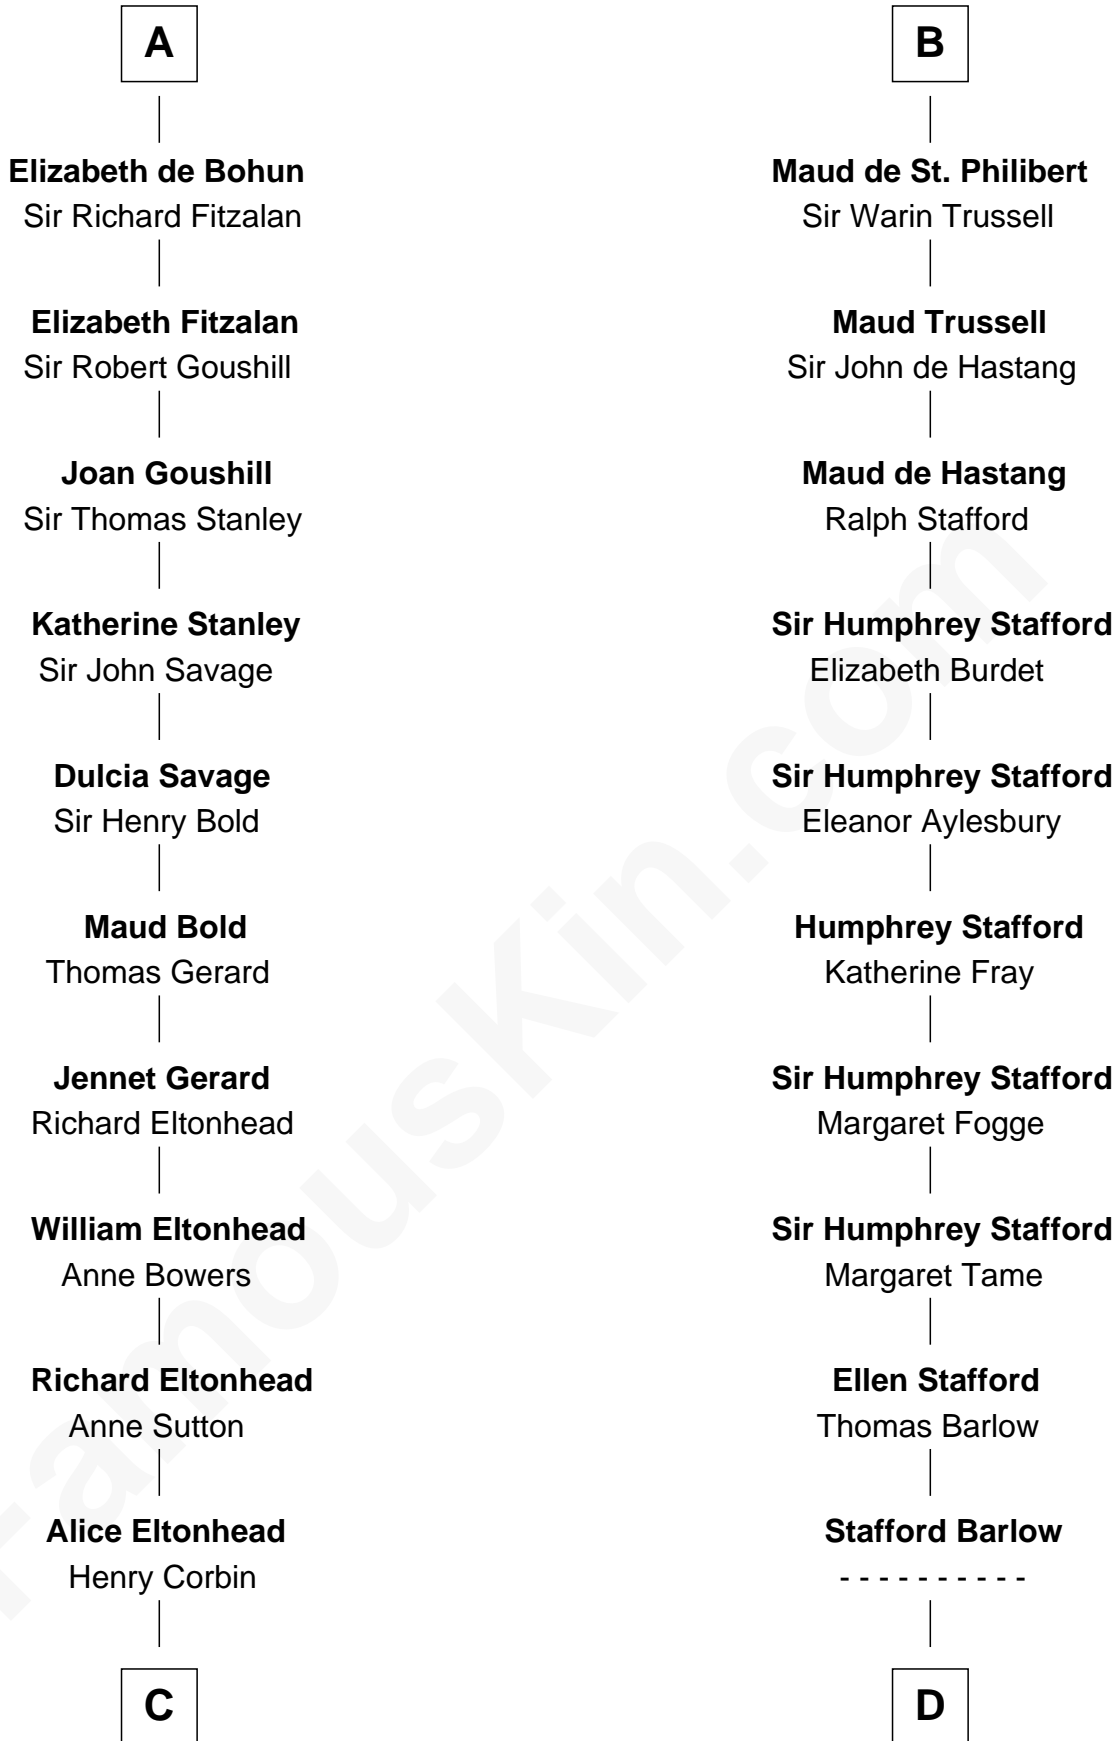 A
Elizabeth de Bohun
Sir Richard Fitzalan
Elizabeth Fitzalan
Sir Robert Goushill
Joan Goushill
Sir Thomas Stanley
Katherine Stanley
Sir John Savage
Dulcia Savage
Sir Henry Bold
Maud Bold
Thomas Gerard
Jennet Gerard
Richard Eltonhead
William Eltonhead
Anne Bowers
Richard Eltonhead
Anne Sutton
Alice Eltonhead
Henry Corbin
C
B
Maud de St. Philibert
Sir Warin Trussell
Maud Trussell
Sir John de Hastang
Maud de Hastang
Ralph Stafford
Sir Humphrey Stafford
Elizabeth Burdet
Sir Humphrey Stafford
Eleanor Aylesbury
Humphrey Stafford
Katherine Fray
Sir Humphrey Stafford
Margaret Fogge
Sir Humphrey Stafford
Margaret Tame
Ellen Stafford
Thomas Barlow
Stafford Barlow
- - - - - - - - - -
D
FamousKin.com